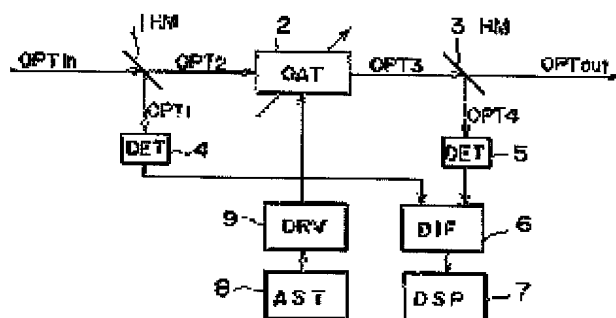 1 HM
2
3 HM
OPTin
OPT2
OAT
OPT3
OPTout
OPT1
OPT4
DET
4
DET
5
9
DRV
DIF
6
8
AST
DSP
7